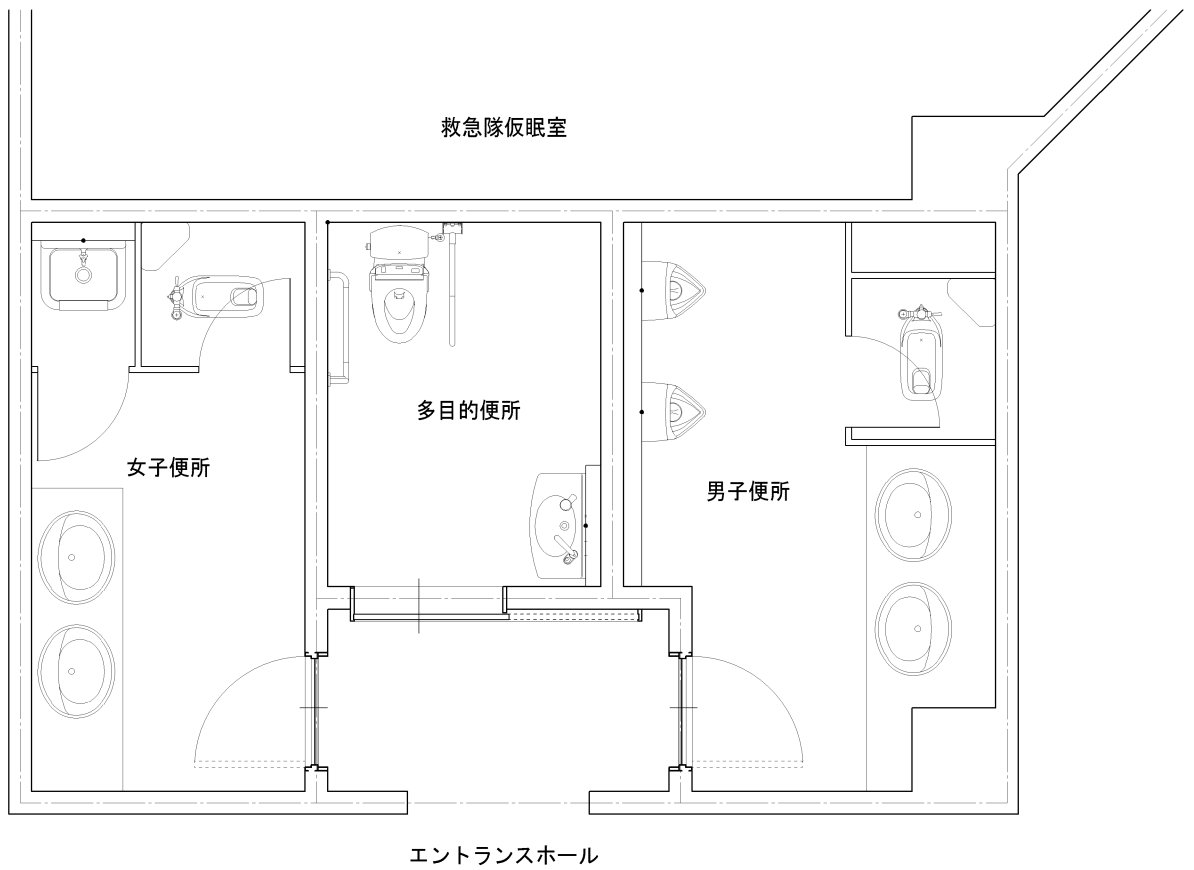 救急隊仮眠室
多目的便所
女子便所
男子便所
エントランスホール